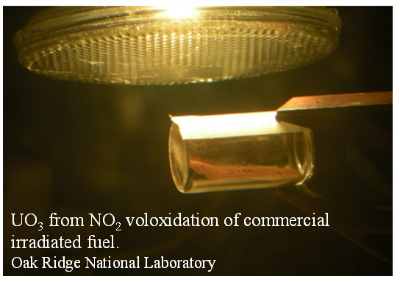 UO₃ from NO₂ voloxidation of commercial
irradiated fuel.
Oak Ridge National Laboratory